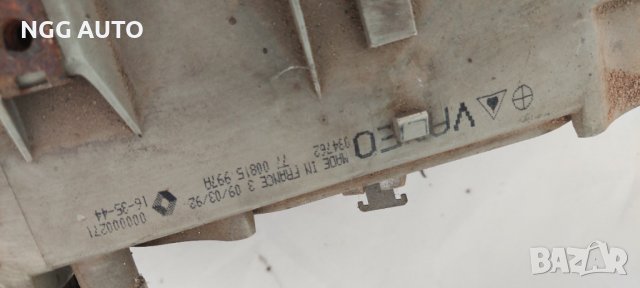 NGG AUTO
VALEO
034762
MADE IN FRANCE 3 09/03/92
77 00815 997A
16-35-44
0000000271
bazar.bg